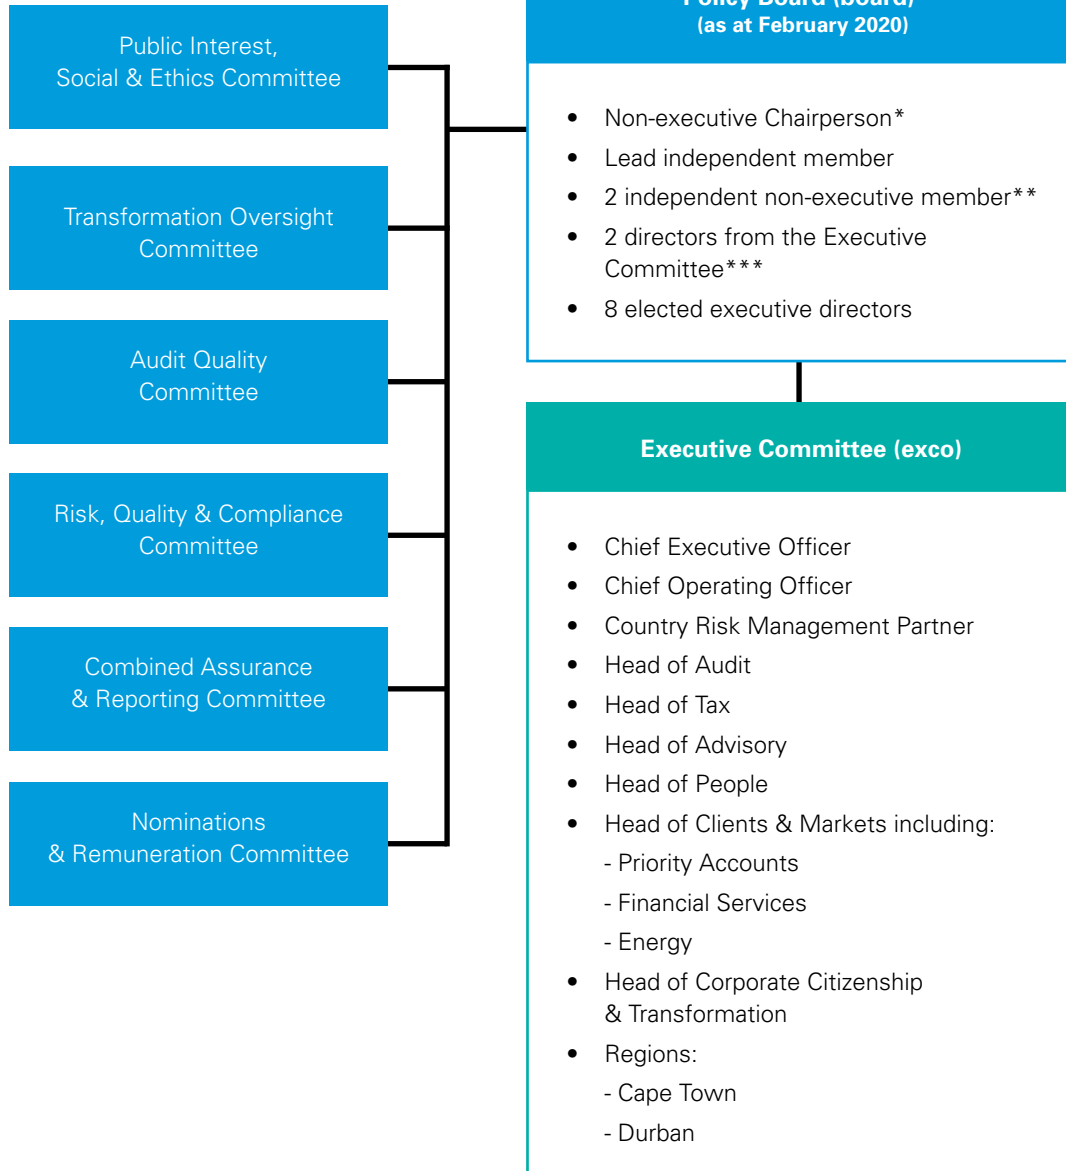 Public Interest,
Social & Ethics Committee
Transformation Oversight
Committee
Audit Quality
Committee
Risk, Quality & Compliance
Committee
Combined Assurance
& Reporting Committee
Nominations
& Remuneration Committee
Policy Board (board)
(as at February 2020)
• Non-executive Chairperson*
• Lead independent member
• 2 independent non-executive member**
• 2 directors from the Executive
Committee***
• 8 elected executive directors
Executive Committee (exco)
• Chief Executive Officer
• Chief Operating Officer
• Country Risk Management Partner
• Head of Audit
• Head of Tax
• Head of Advisory
• Head of People
• Head of Clients & Markets including:
- Priority Accounts
- Financial Services
- Energy
• Head of Corporate Citizenship
& Transformation
• Regions:
- Cape Town
- Durban